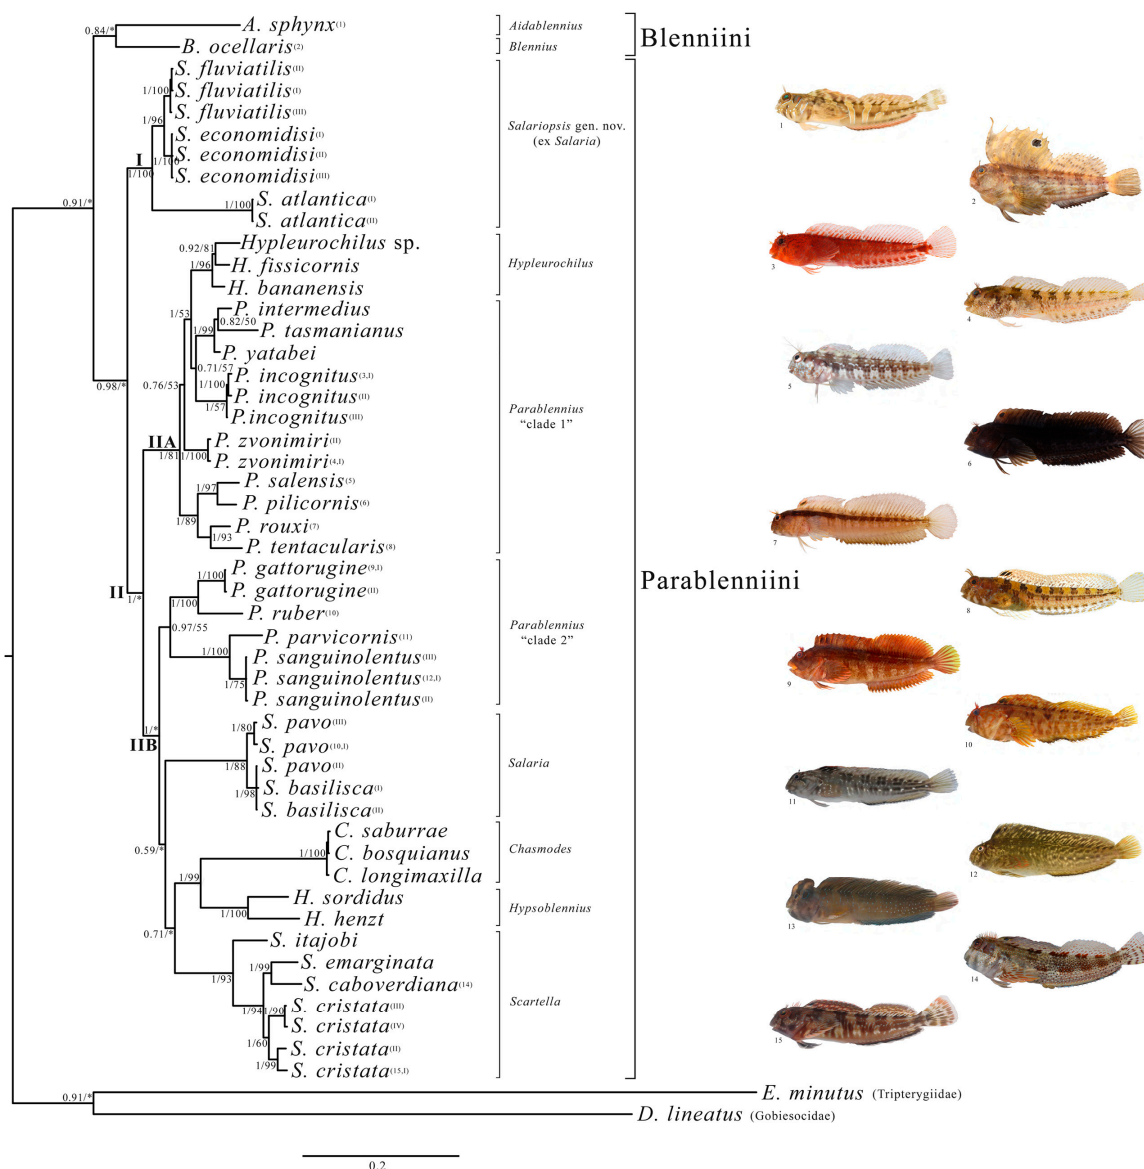 A. sphynx(1)
0.84/*
Aidablennius
Blenniini
B. ocellaris(2)
Blennius
S. fluviatilis(II)
1/100
S. fluviatilis(I)
S. fluviatilis(III)
1/96
S. economidisi(I)
Salariopsis gen. nov.
(ex Salaria)
S. economidisi(II)
1/100
I
1/100
S. economidisi(III)
S. atlantica(I)
1/100
0.91/*
S. atlantica(II)
Hypleurochilus sp.
0.92/81
H. fissicornis
1/96
Hypleurochilus
H. bananensis
P. intermedius
1/53
0.82/50
1/99
P. tasmanianus
P. yatabei
0.71/57
P. incognitus(3,I)
0.98/*
0.76/53
1/100
P. incognitus(II)
1/57
P.incognitus(III)
Parablennius
“clade 1”
P. zvonimiri(II)
IIA
1/81
1/100
P. zvonimiri(4,I)
P. salensis(5)
1/97
P. pilicornis(6)
1/89
P. rouxi(7)
1/93
P. tentacularis(8)
P. gattorugine(9,I)
1/100
Parablenniini
P. gattorugine(II)
II
1/*
1/100
P. ruber(10)
0.97/55
Parablennius
“clade 2”
P. parvicornis(11)
1/100
P. sanguinolentus(III)
P. sanguinolentus(12,I)
1/75
P. sanguinolentus(II)
S. pavo(III)
1/80
1/*
IIB
S. pavo(10,I)
S. pavo(II)
1/88
Salaria
S. basilisca(I)
1/98
S. basilisca(II)
C. saburrae
0.59/*
C. bosquianus
1/100
Chasmodes
C. longimaxilla
1/99
H. sordidus
1/100
Hypsoblennius
H. henzt
0.71/*
S. itajobi
S. emarginata
1/99
1/93
S. caboverdiana(14)
Scartella
S. cristata(III)
1/94
1/90
S. cristata(IV)
1/60
S. cristata(II)
1/99
S. cristata(15,I)
E. minutus (Tripterygiidae)
0.91/*
D. lineatus (Gobiesocidae)
0.2
1
2
3
4
5
6
7
8
9
10
11
12
13
14
15